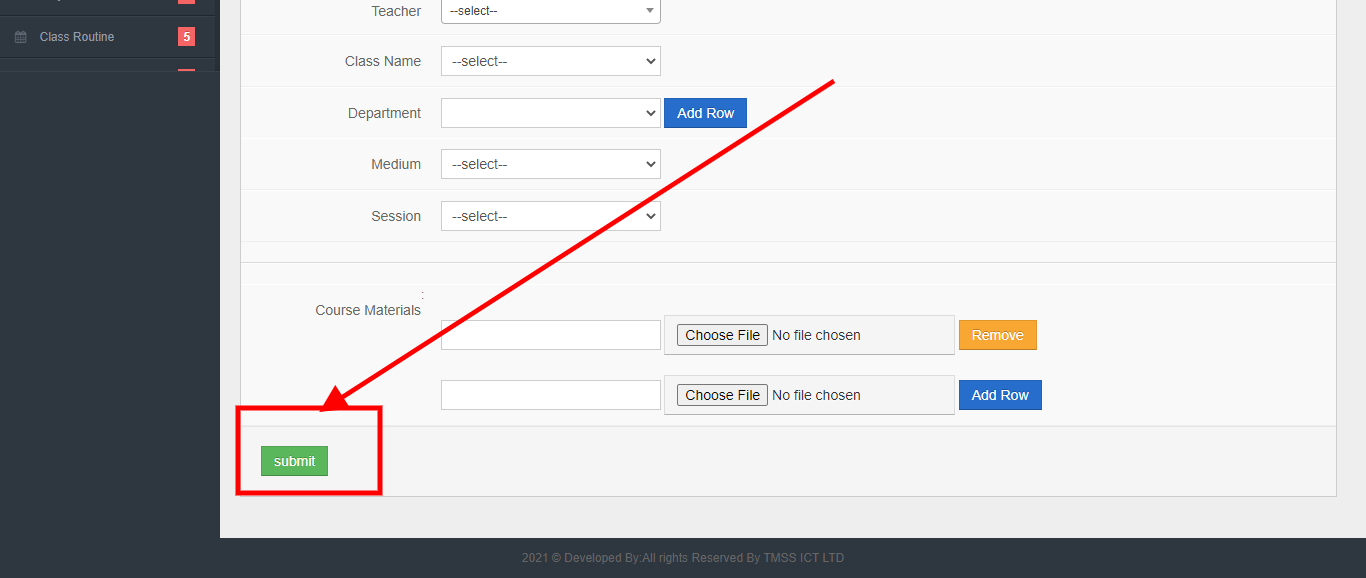 Teacher --select--
Class Routine 5
Class Name --select--
Department Add Row
Medium --select--
Session --select--
:
Course Materials
Choose File No file chosen Remove
Choose File No file chosen Add Row
submit
2021 © Developed By:All rights Reserved By TMSS ICT LTD